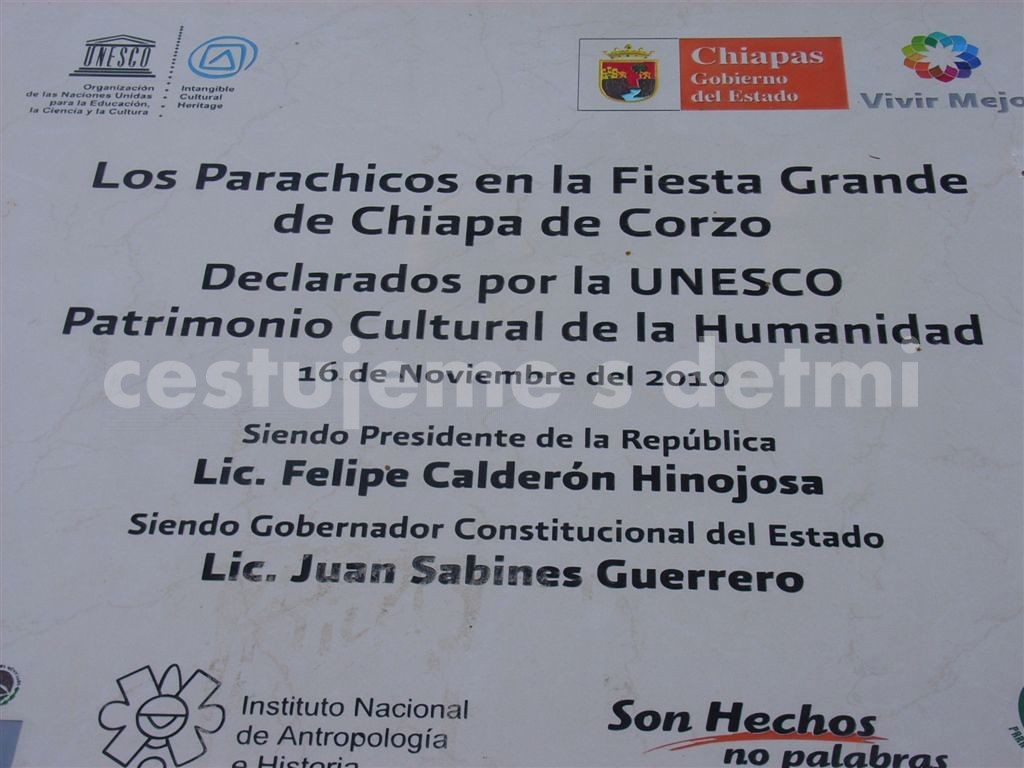 UNESCO
Organización
de las Naciones Unidas
para la Educación,
la Ciencia y la Cultura
Intangible
Cultural
Heritage
Chiapas
Gobierno
del Estado
Vivir Mejo
Los Parachicos en la Fiesta Grande
de Chiapa de Corzo
Declarados por la UNESCO
Patrimonio Cultural de la Humanidad
cestujeme s detmi
16 de Noviembre del 2010
Siendo Presidente de la República
Lic. Felipe Calderón Hinojosa
Siendo Gobernador Constitucional del Estado
Lic. Juan Sabines Guerrero
Instituto Nacional
de Antropología
e Historia
Son Hechos
no palabras